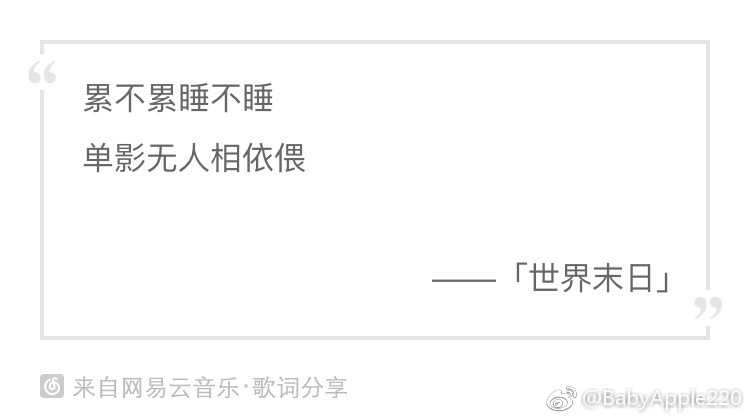 累不累睡不睡
单影无人相依偎
——「世界末日」
来自网易云音乐·歌词分享
@BabyApple220